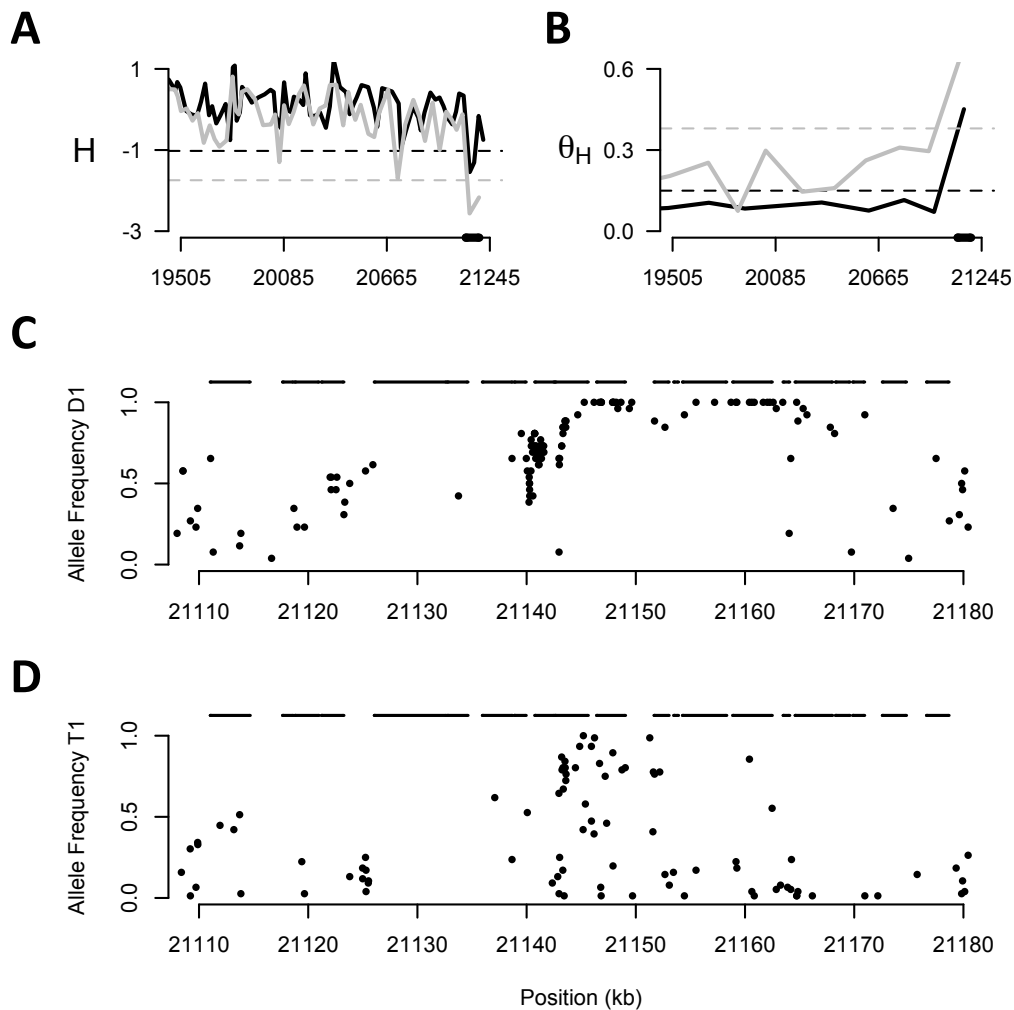 A
H
1
-1
-3
19505 20085 20665 21245
B
θH
0.6
0.3
0.0
19505 20085 20665 21245
C
Allele Frequency D1
1.0
0.5
0.0
21110 21120 21130 21140 21150 21160 21170 21180
D
Allele Frequency T1
1.0
0.5
0.0
21110 21120 21130 21140 21150 21160 21170 21180
Position (kb)